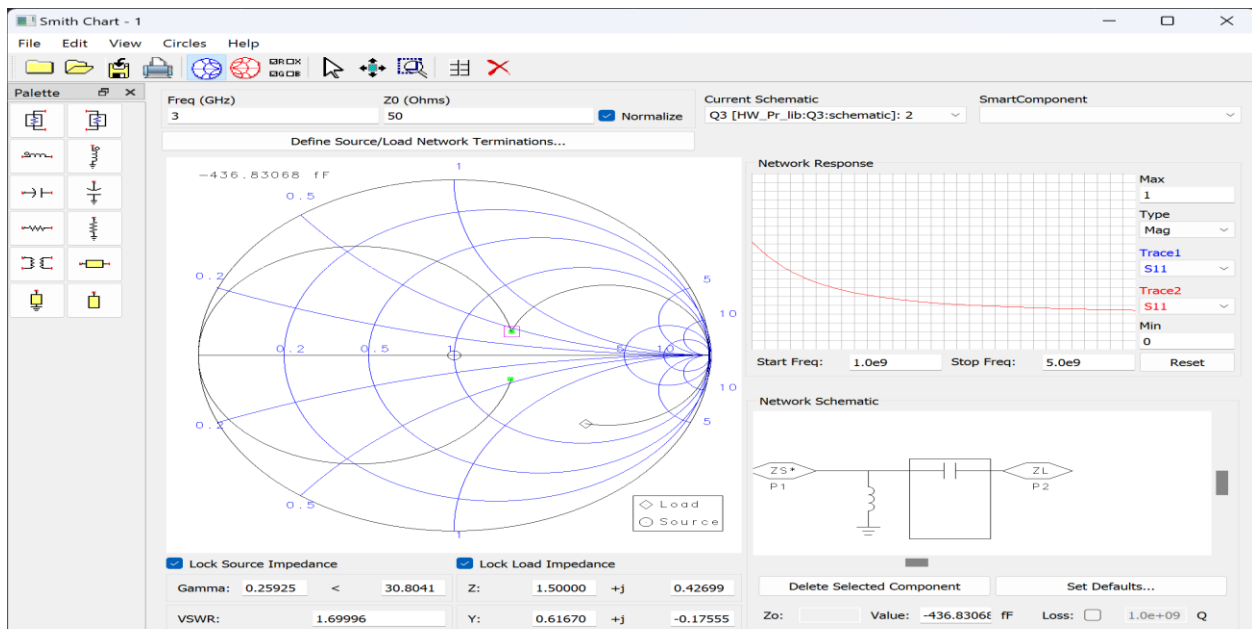 Smith Chart - 1
File Edit View Circles Help
Palette
Freq (GHz) Z0 (Ohms)
3 50 Normalize
Define Source/Load Network Terminations...
Current Schematic SmartComponent
Q3 [HW_Pr_lib:Q3:schematic]: 2
-436.83068 fF
1
0.5
0.2
5
10
0.2 0.5 1 5 10
10
5
0.2
0.5
1
Load
Source
Network Response
Max
1
Type
Mag
Trace1
S11
Trace2
S11
Min
0
Start Freq: 1.0e9 Stop Freq: 5.0e9 Reset
Network Schematic
ZS* ZL
P1 P2
Lock Source Impedance Lock Load Impedance
Gamma: 0.25925 < 30.8041 Z: 1.50000 +j 0.42699
VSWR: 1.69996 Y: 0.61670 +j -0.17555
Delete Selected Component Set Defaults...
Zo: Value: -436.83068 fF Loss: 1.0e+09 Q